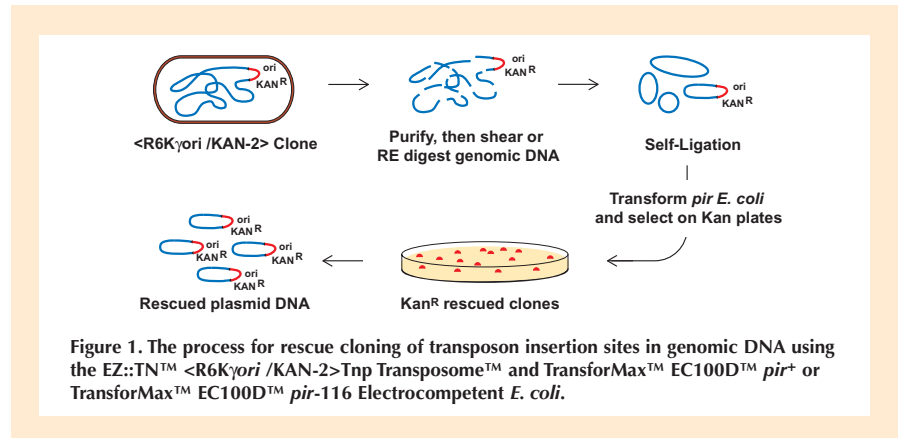 ori
KAN R
<R6Kγori /KAN-2> Clone
ori
KAN R
Purify, then shear or
RE digest genomic DNA
ori
KAN R
Self-Ligation
Transform pir E. coli
and select on Kan plates
KanR rescued clones
ori
KAN R
ori
KAN R
ori
KAN R
ori
KAN R
Rescued plasmid DNA
Figure 1. The process for rescue cloning of transposon insertion sites in genomic DNA using
the EZ::TN™ <R6Kγori /KAN-2>Tnp Transposome™ and TransforMax™ EC100D™ pir+ or
TransforMax™ EC100D™ pir-116 Electrocompetent E. coli.